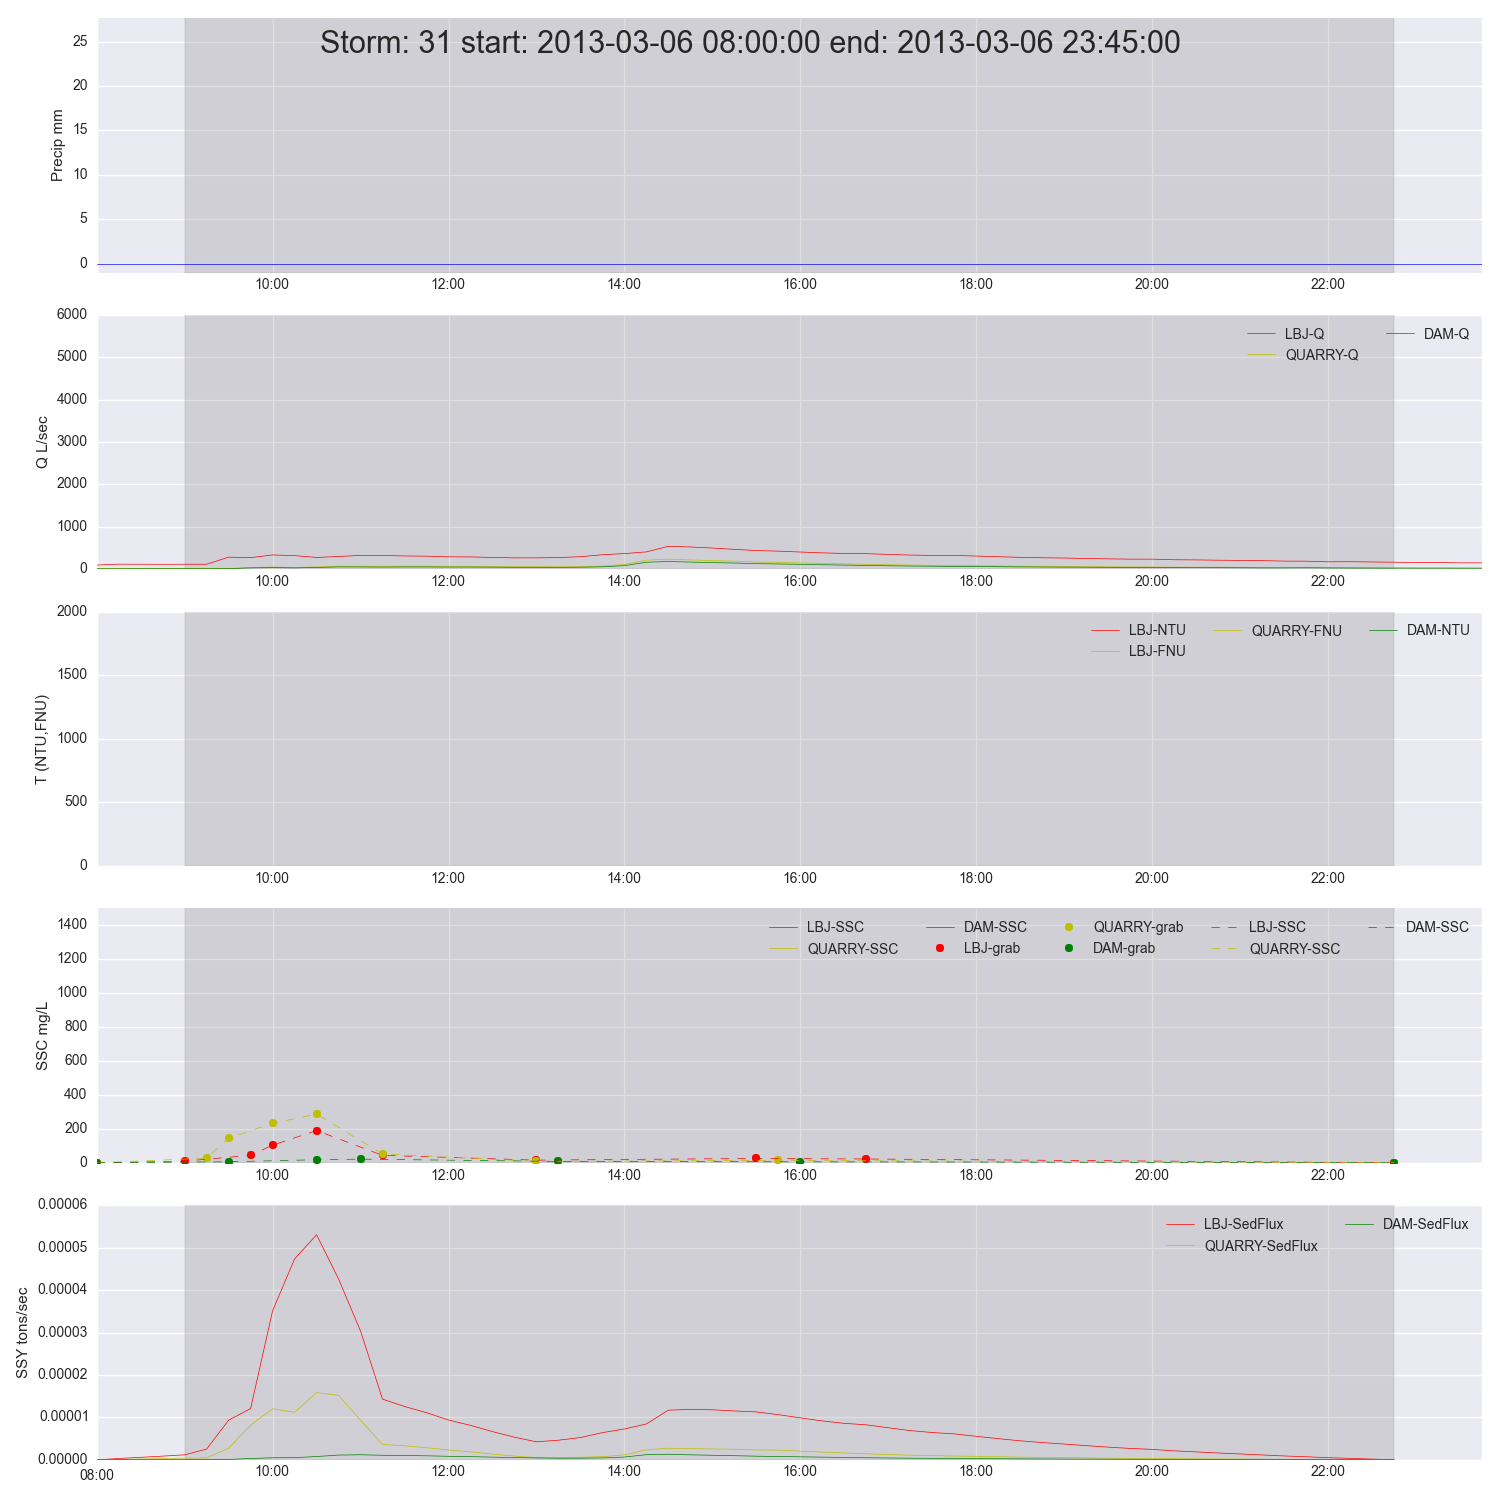 Storm: 31 start: 2013-03-06 08:00:00 end: 2013-03-06 23:45:00
Precip mm
25
20
15
10
5
0
10:00 12:00 14:00 16:00 18:00 20:00 22:00
Q L/sec
6000
5000
4000
3000
2000
1000
0
LBJ-Q DAM-Q
QUARRY-Q
10:00 12:00 14:00 16:00 18:00 20:00 22:00
T (NTU,FNU)
2000
1500
1000
500
0
LBJ-NTU QUARRY-FNU DAM-NTU
LBJ-FNU
10:00 12:00 14:00 16:00 18:00 20:00 22:00
SSC mg/L
1400
1200
1000
800
600
400
200
0
LBJ-SSC DAM-SSC QUARRY-grab LBJ-SSC DAM-SSC
QUARRY-SSC LBJ-grab DAM-grab QUARRY-SSC
10:00 12:00 14:00 16:00 18:00 20:00 22:00
SSY tons/sec
0.00006
0.00005
0.00004
0.00003
0.00002
0.00001
0.00000
LBJ-SedFlux DAM-SedFlux
QUARRY-SedFlux
08:00 10:00 12:00 14:00 16:00 18:00 20:00 22:00